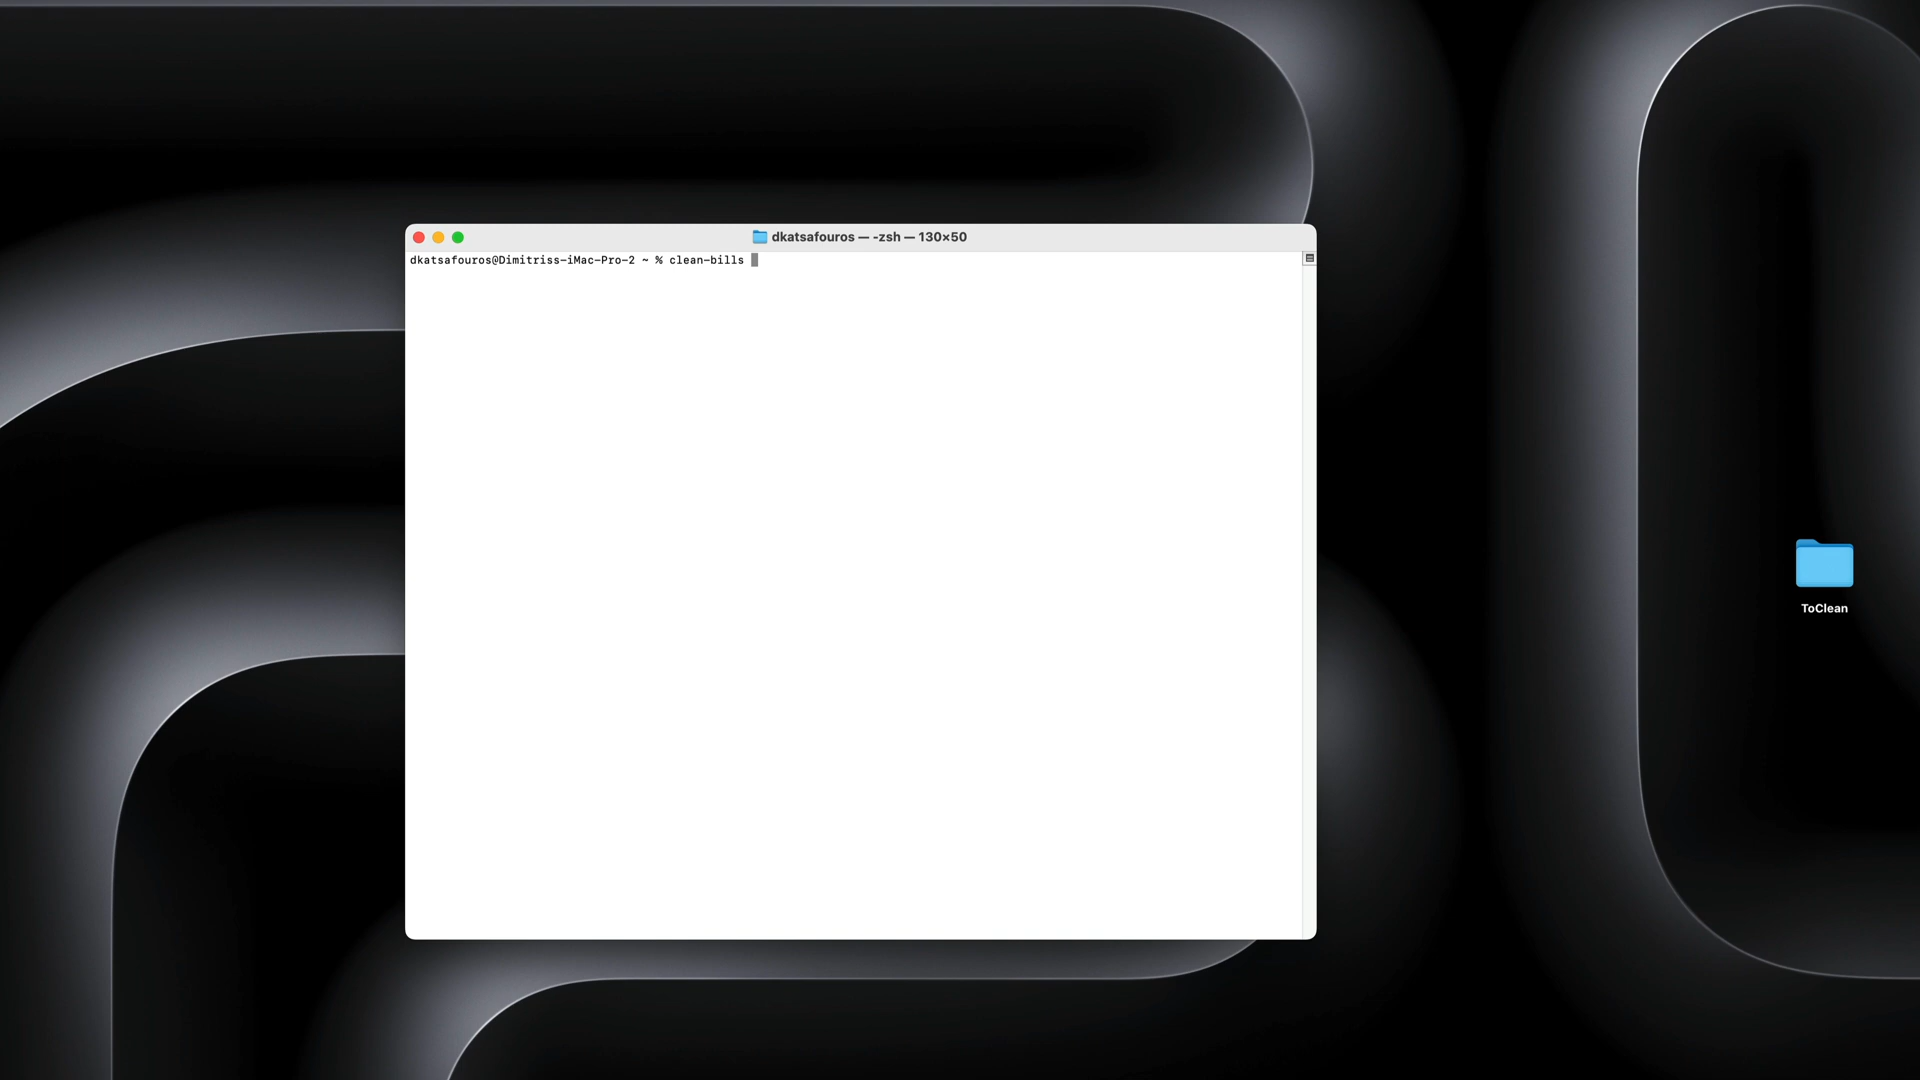 dkatsafouros — -zsh — 130×50
dkatsafouros@Dimitriss-iMac-Pro-2 ~ % clean-bills
ToClean